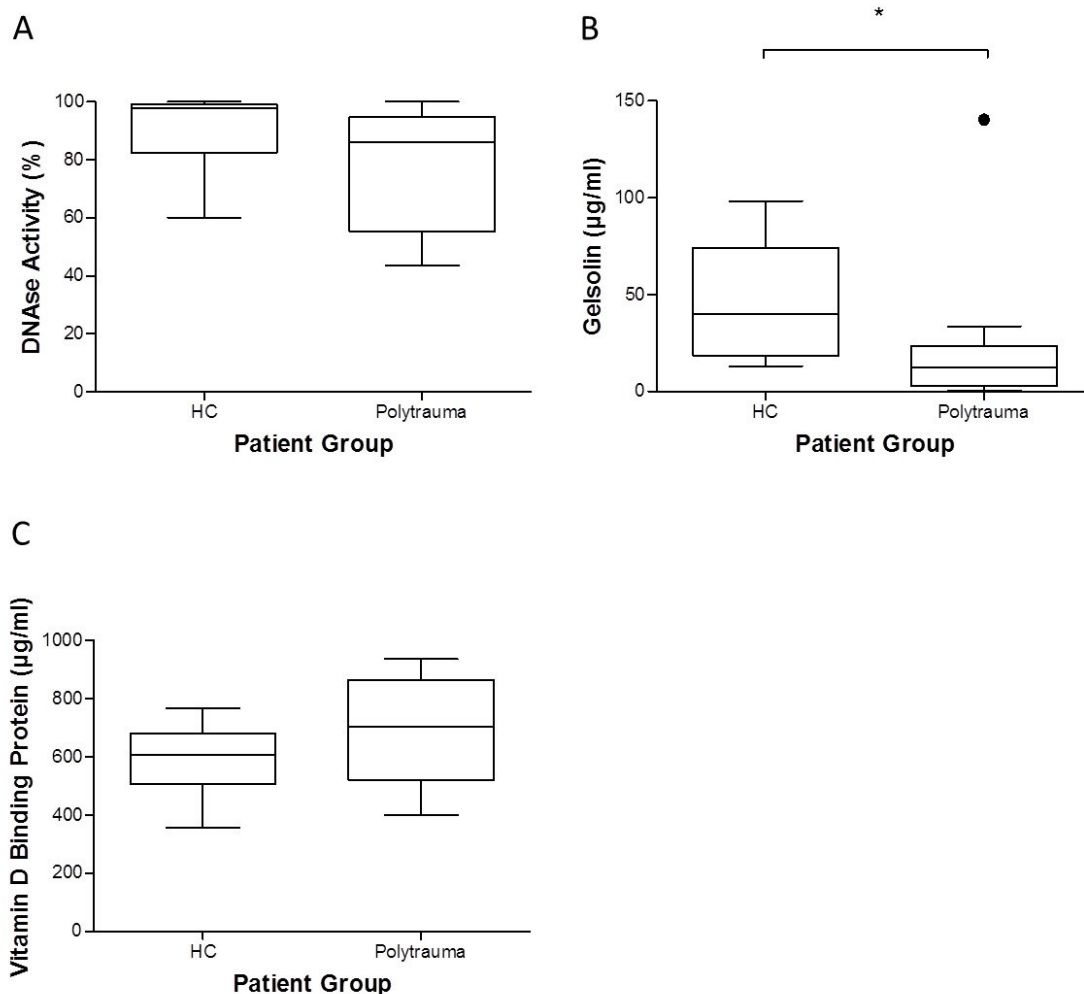 A
DNAse Activity (%)
100
80
60
40
20
0
HC
Polytrauma
Patient Group
B
*
Gelsolin (µg/ml)
150
100
50
0
HC
Polytrauma
Patient Group
C
Vitamin D Binding Protein (µg/ml)
1000
800
600
400
200
0
HC
Polytrauma
Patient Group